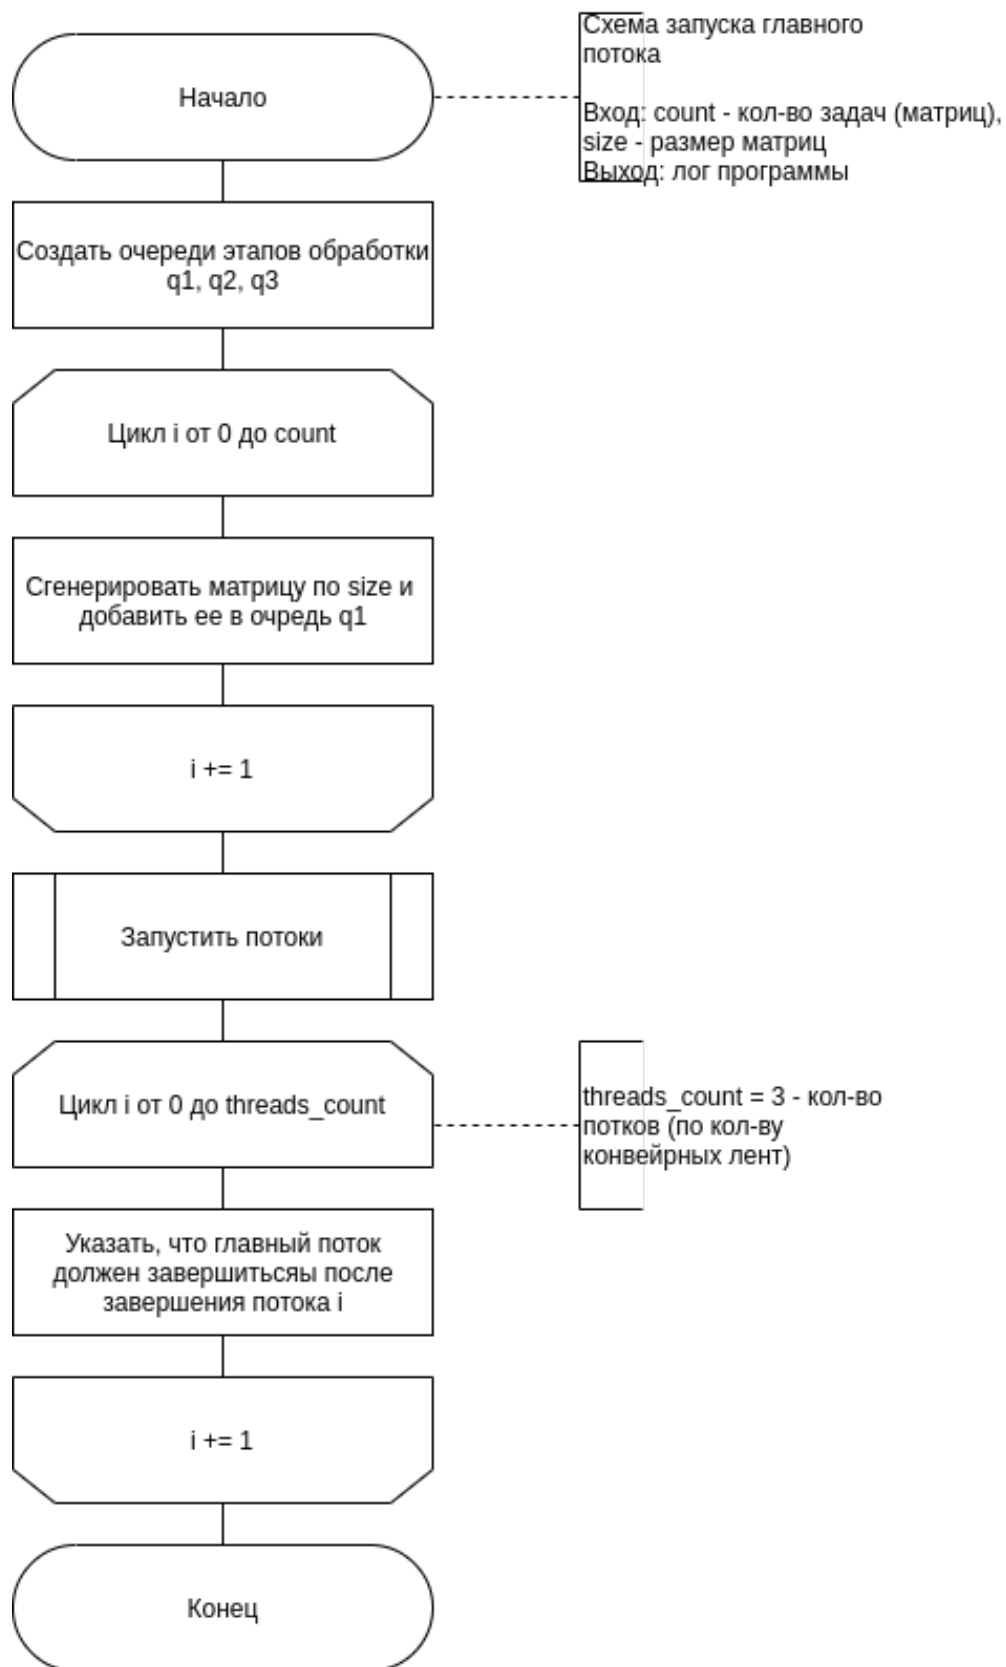 Начало
Схема запуска главного
потока
Вход: count - кол-во задач (матриц),
size - размер матриц
Выход: лог программы
Создать очереди этапов обработки
q1, q2, q3
Цикл i от 0 до count
Сгенерировать матрицу по size и
добавить ее в очредь q1
i += 1
Запустить потоки
Цикл i от 0 до threads_count
threads_count = 3 - кол-во
потков (по кол-ву
конвейрных лент)
Указать, что главный поток
должен завершитьсяы после
завершения потока i
i += 1
Конец